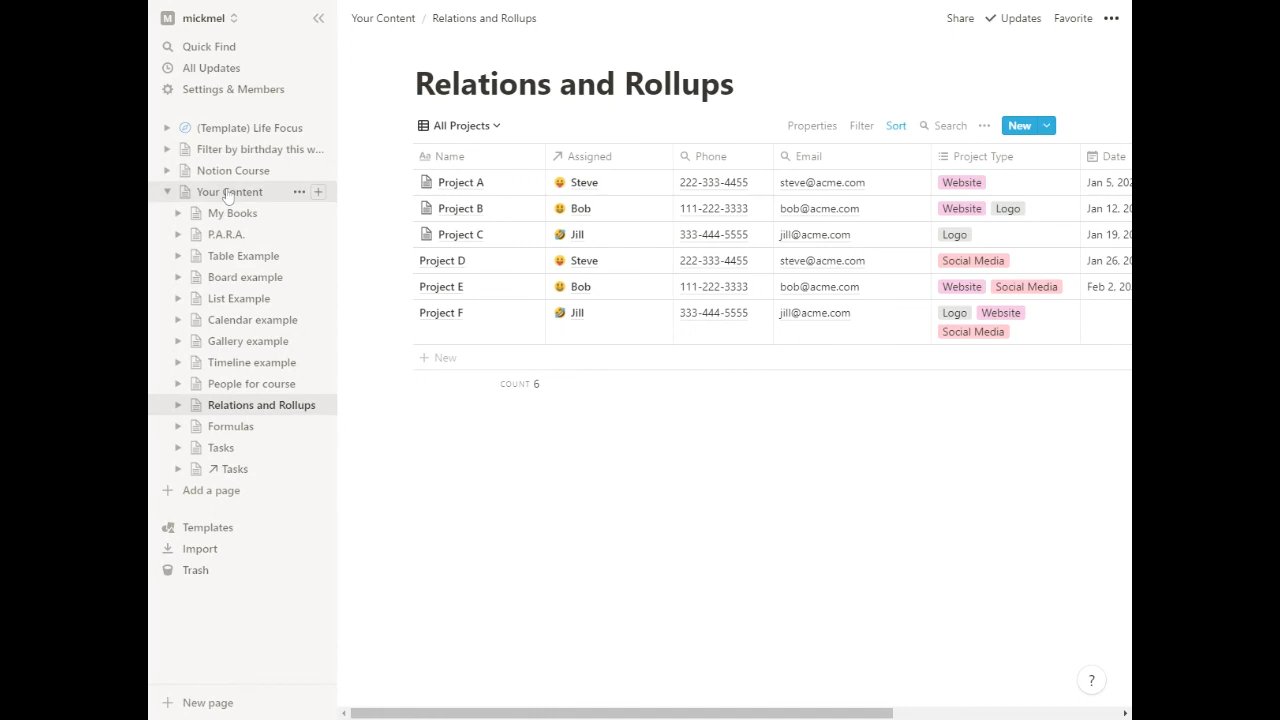 M mickmel
Quick Find
All Updates
Settings & Members
(Template) Life Focus
Filter by birthday this w...
Notion Course
Your Content
My Books
P.A.R.A.
Table Example
Board example
List Example
Calendar example
Gallery example
Timeline example
People for course
Relations and Rollups
Formulas
Tasks
Tasks
Add a page
Templates
Import
Trash
New page
Your Content / Relations and Rollups
Share Updates Favorite
Relations and Rollups
All Projects Properties Filter Sort Search New
Aa Name Assigned Phone Email Project Type Date
Project A Steve 222-333-4455 steve@acme.com Website Jan 5, 202
Project B Bob 111-222-3333 bob@acme.com Website Logo Jan 12, 20
Project C Jill 333-444-5555 jill@acme.com Logo Jan 19, 20
Project D Steve 222-333-4455 steve@acme.com Social Media Jan 26, 20
Project E Bob 111-222-3333 bob@acme.com Website Social Media Feb 2, 20
Project F Jill 333-444-5555 jill@acme.com Logo Website
Social Media
New
COUNT 6
?